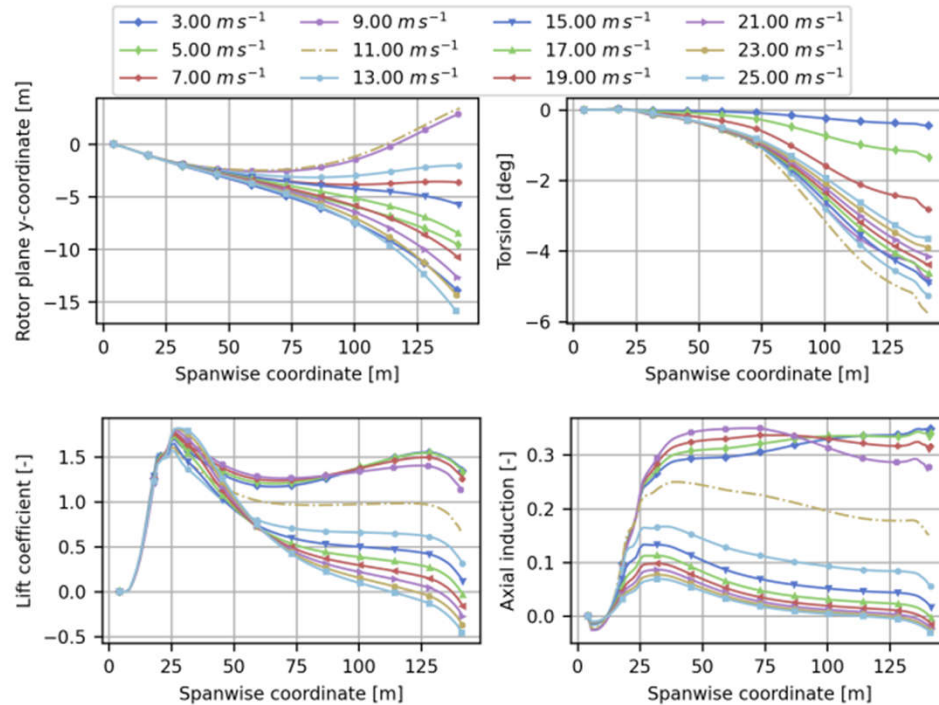 3.00 m s⁻¹ 9.00 m s⁻¹ 15.00 m s⁻¹ 21.00 m s⁻¹
5.00 m s⁻¹ 11.00 m s⁻¹ 17.00 m s⁻¹ 23.00 m s⁻¹
7.00 m s⁻¹ 13.00 m s⁻¹ 19.00 m s⁻¹ 25.00 m s⁻¹
Rotor plane y-coordinate [m]
0
−5
−10
−15
0 25 50 75 100 125
Spanwise coordinate [m]
Torsion [deg]
0
−2
−4
−6
0 25 50 75 100 125
Spanwise coordinate [m]
Lift coefficient [-]
1.5
1.0
0.5
0.0
−0.5
0 25 50 75 100 125
Spanwise coordinate [m]
Axial induction [-]
0.3
0.2
0.1
0.0
0 25 50 75 100 125
Spanwise coordinate [m]